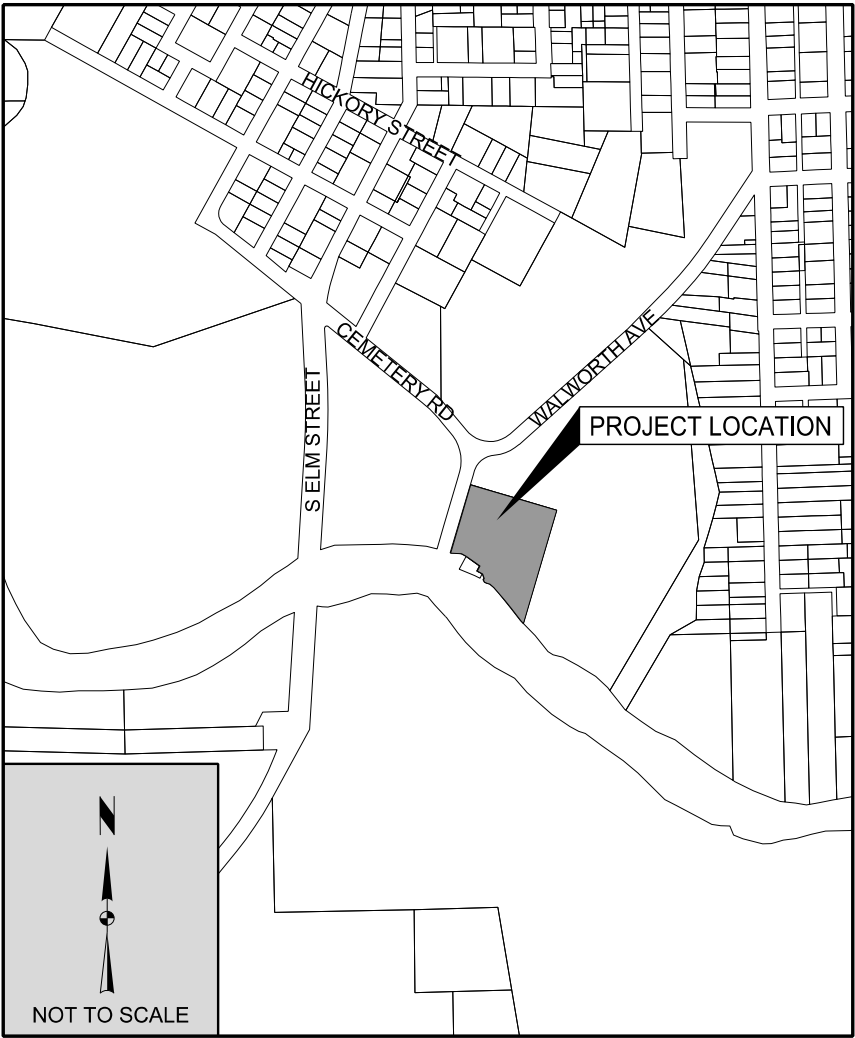 HICKORY STREET
CEMETERY RD
WALWORTH AVE
S ELM STREET
PROJECT LOCATION
N
NOT TO SCALE